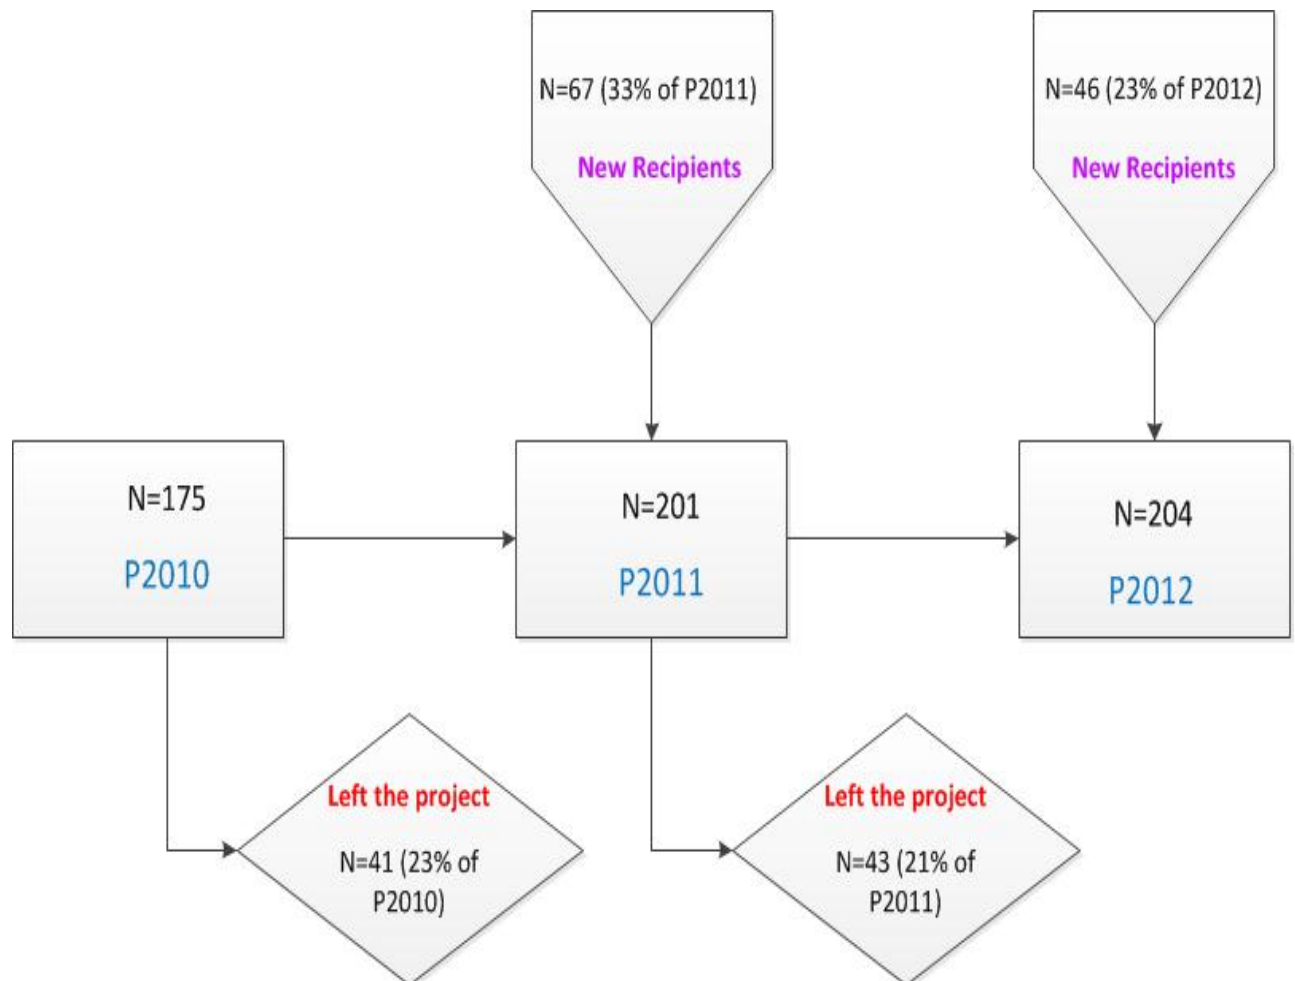 N=67 (33% of P2011)
New Recipients
N=46 (23% of P2012)
New Recipients
N=175
P2010
N=201
P2011
N=204
P2012
Left the project
N=41 (23% of
P2010)
Left the project
N=43 (21% of
P2011)